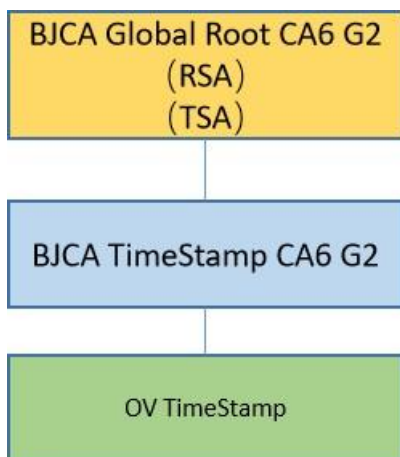 BJCA Global Root CA6 G2
(RSA)
(TSA)
BJCA TimeStamp CA6 G2
OV TimeStamp